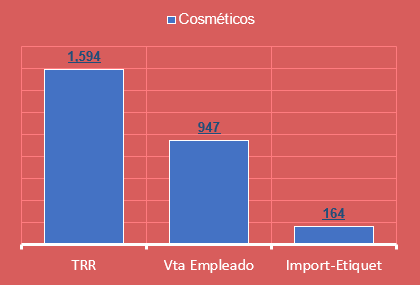 Cosméticos
1,594
947
164
TRR
Vta Empleado
Import-Etiquet